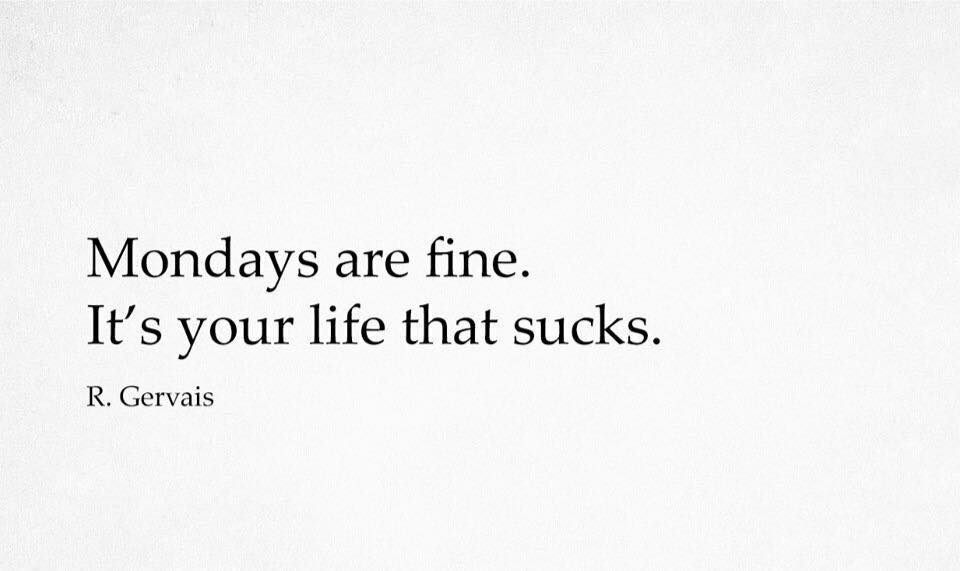 Mondays are fine.
It’s your life that sucks.
R. Gervais